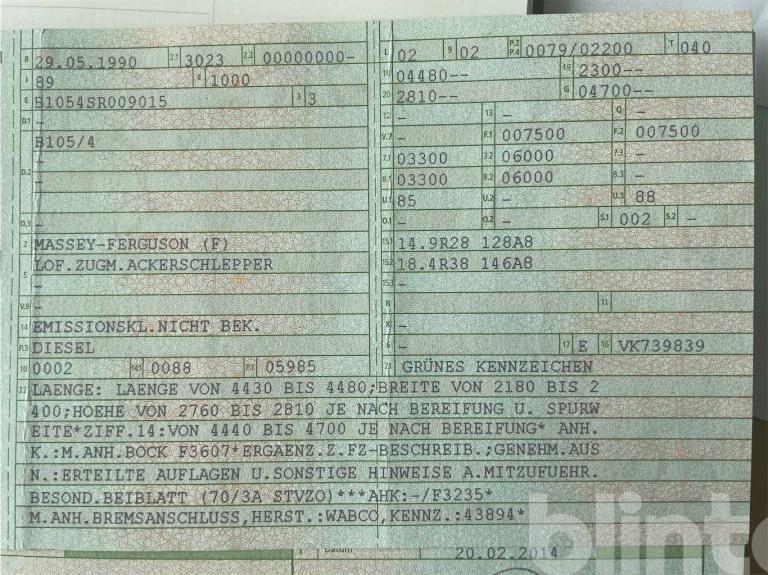 B 29.05.1990 2.1 3023 2.2 00000000- L 02 9 02 P.2 P.4 0079/02200 T 040
J 89 4 1000 18 04480-- 19 2300--
E B1054SR009015 3 3 20 2810-- G 04700--
D.1 - 12 - 13 - Q -
B105/4 V.7 - F.1 007500 F.2 007500
D.2 - 7.1 03300 7.2 06000 7.3 -
- 8.1 03300 8.2 06000 8.3 -
U.1 85 U.2 - U.3 88
D.3 - O.1 - O.2 - S.1 002 S.2 -
2 MASSEY-FERGUSON (F) 15.1 14.9R28 128A8
5 LOF.ZUGM.ACKERSCHLEPPER 15.2 18.4R38 146A8
- 15.3 -
V.9 - R - 11
14 EMISSIONSKL.NICHT BEK. K -
P.3 DIESEL 6 - 17 E 16 VK739839
10 0002 14.1 0088 P.1 05985 21 GRÜNES KENNZEICHEN
22 LAENGE: LAENGE VON 4430 BIS 4480;BREITE VON 2180 BIS 2
400;HOEHE VON 2760 BIS 2810 JE NACH BEREIFUNG U. SPURW
EITE*ZIFF.14:VON 4440 BIS 4700 JE NACH BEREIFUNG* ANH.
K.:M.ANH.BOCK F3607*ERGAENZ.Z.FZ-BESCHREIB.;GENEHM.AUS
N.:ERTEILTE AUFLAGEN U.SONSTIGE HINWEISE A.MITZUFUEHR.
BESOND.BEIBLATT (70/3A STVZO)***AHK:-/F3235*
M.ANH.BREMSANSCHLUSS,HERST.:WABCO,KENNZ.:43894*
Datum 20.02.2014
blinto